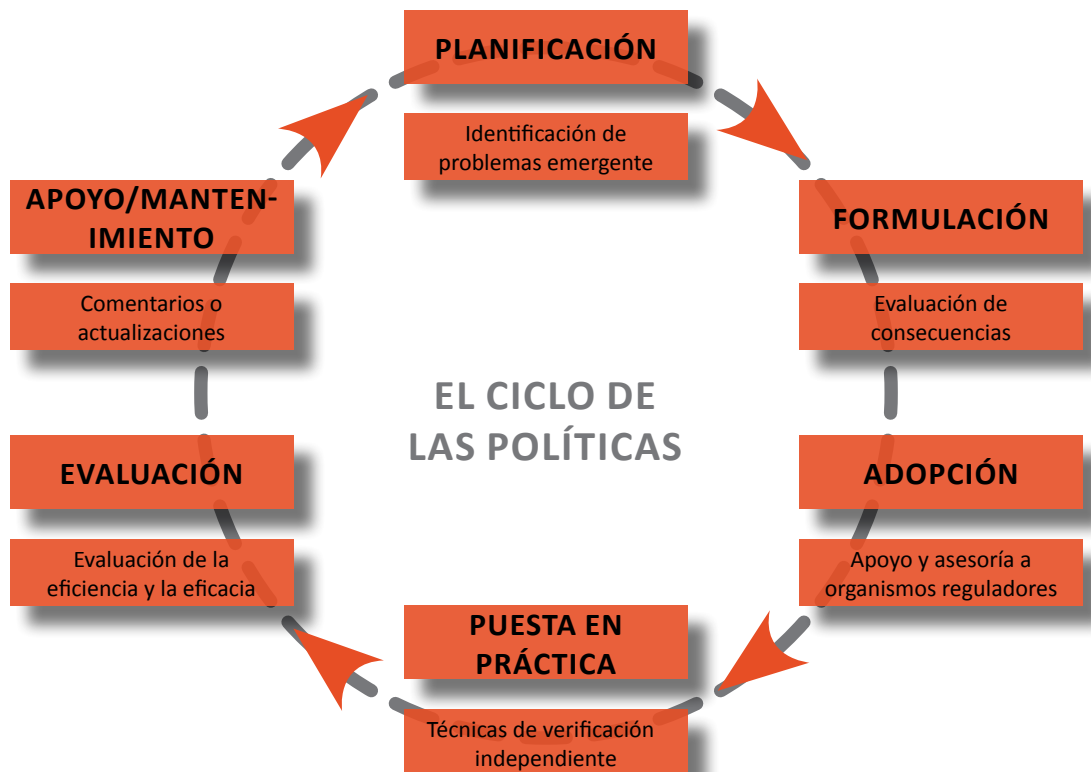 PLANIFICACIÓN
Identificación de
problemas emergente
FORMULACIÓN
Evaluación de
consecuencias
ADOPCIÓN
Apoyo y asesoría a
organismos reguladores
PUESTA EN
PRÁCTICA
Técnicas de verificación
independiente
EVALUACIÓN
Evaluación de la
eficiencia y la eficacia
APOYO/MANTEN-
IMIENTO
Comentarios o
actualizaciones
EL CICLO DE
LAS POLÍTICAS